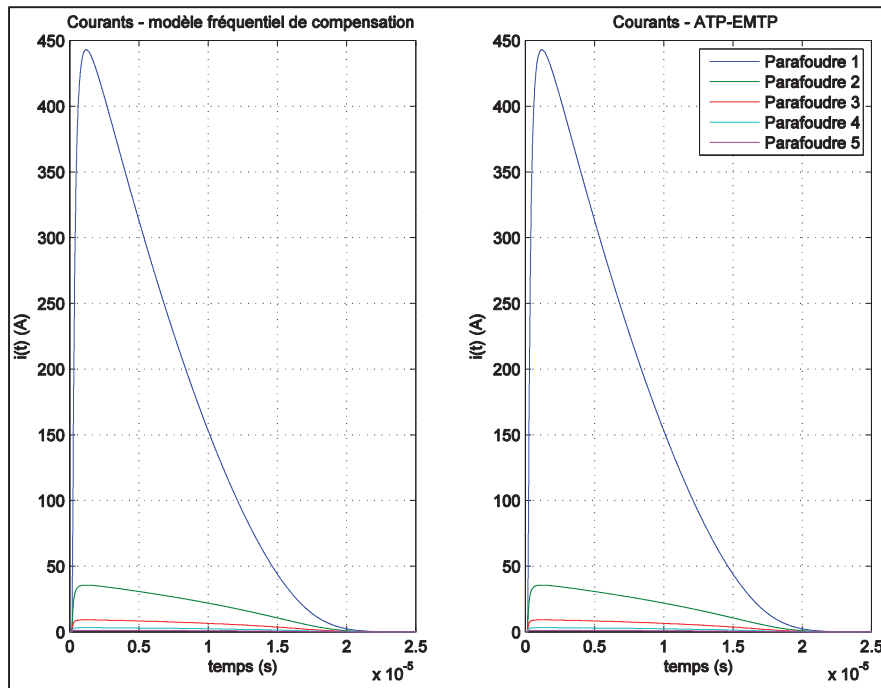 Courants - modèle fréquentiel de compensation
450
400
350
300
250
200
150
100
50
0
i(t) (A)
0 0.5 1 1.5 2 2.5
temps (s)
x 10⁻⁵
Courants - ATP-EMTP
450
400
350
300
250
200
150
100
50
0
i(t) (A)
0 0.5 1 1.5 2 2.5
temps (s)
x 10⁻⁵
Parafoudre 1
Parafoudre 2
Parafoudre 3
Parafoudre 4
Parafoudre 5